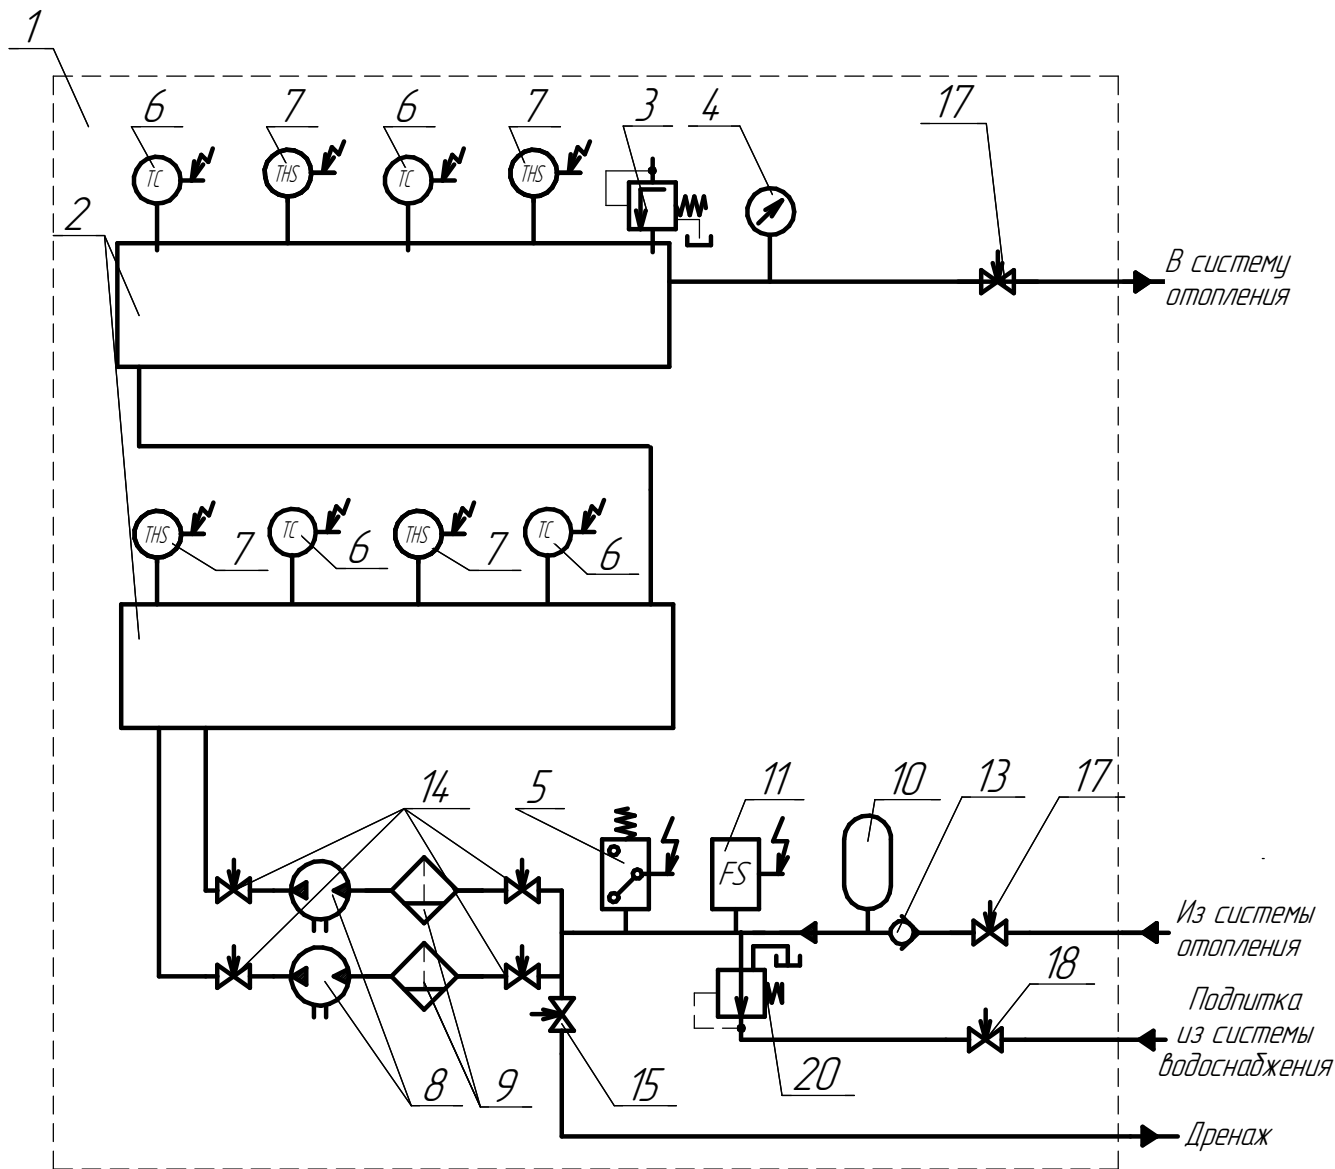 1
6
7
6
7
3
4
17
TC
THS
TC
THS
2
В систему
отопления
THS
TC
THS
TC
7
6
7
6
14
5
11
10
13
17
FS
Из системы
отопления
18
Подпитка
из системы
водоснабжения
8
9
15
20
Дренаж